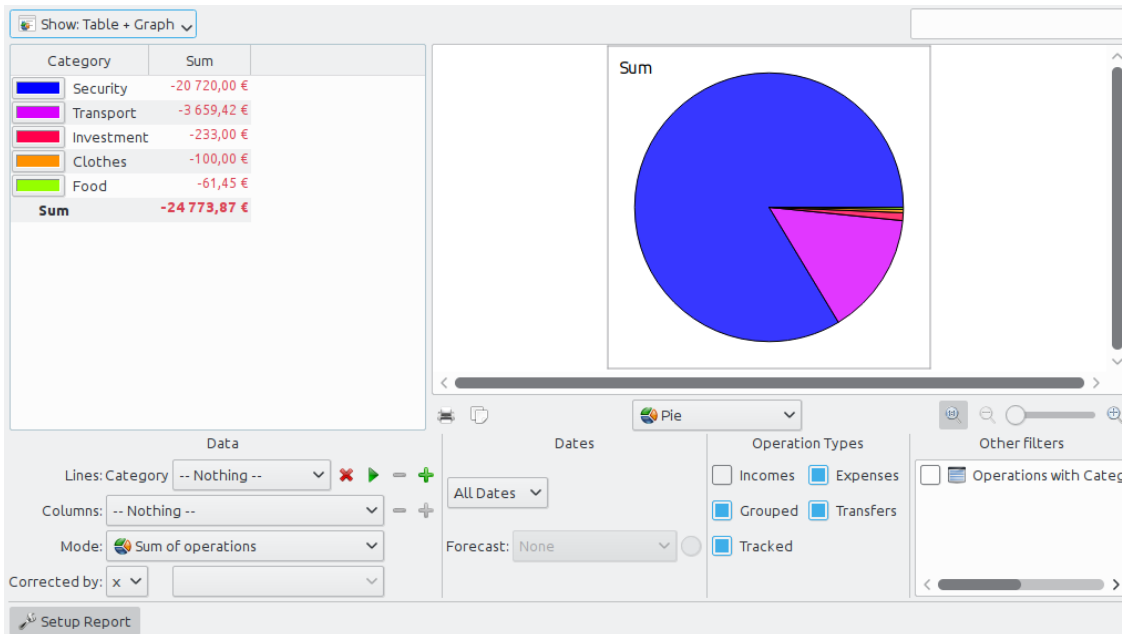 Show: Table + Graph
Category Sum
Security -20 720,00 €
Transport -3 659,42 €
Investment -233,00 €
Clothes -100,00 €
Food -61,45 €
Sum -24 773,87 €
Sum
Pie
Data
Lines: Category -- Nothing --
Columns: -- Nothing --
Mode: Sum of operations
Corrected by: x
Dates
All Dates
Forecast: None
Operation Types
Incomes Expenses
Grouped Transfers
Tracked
Other filters
Operations with Categ
Setup Report